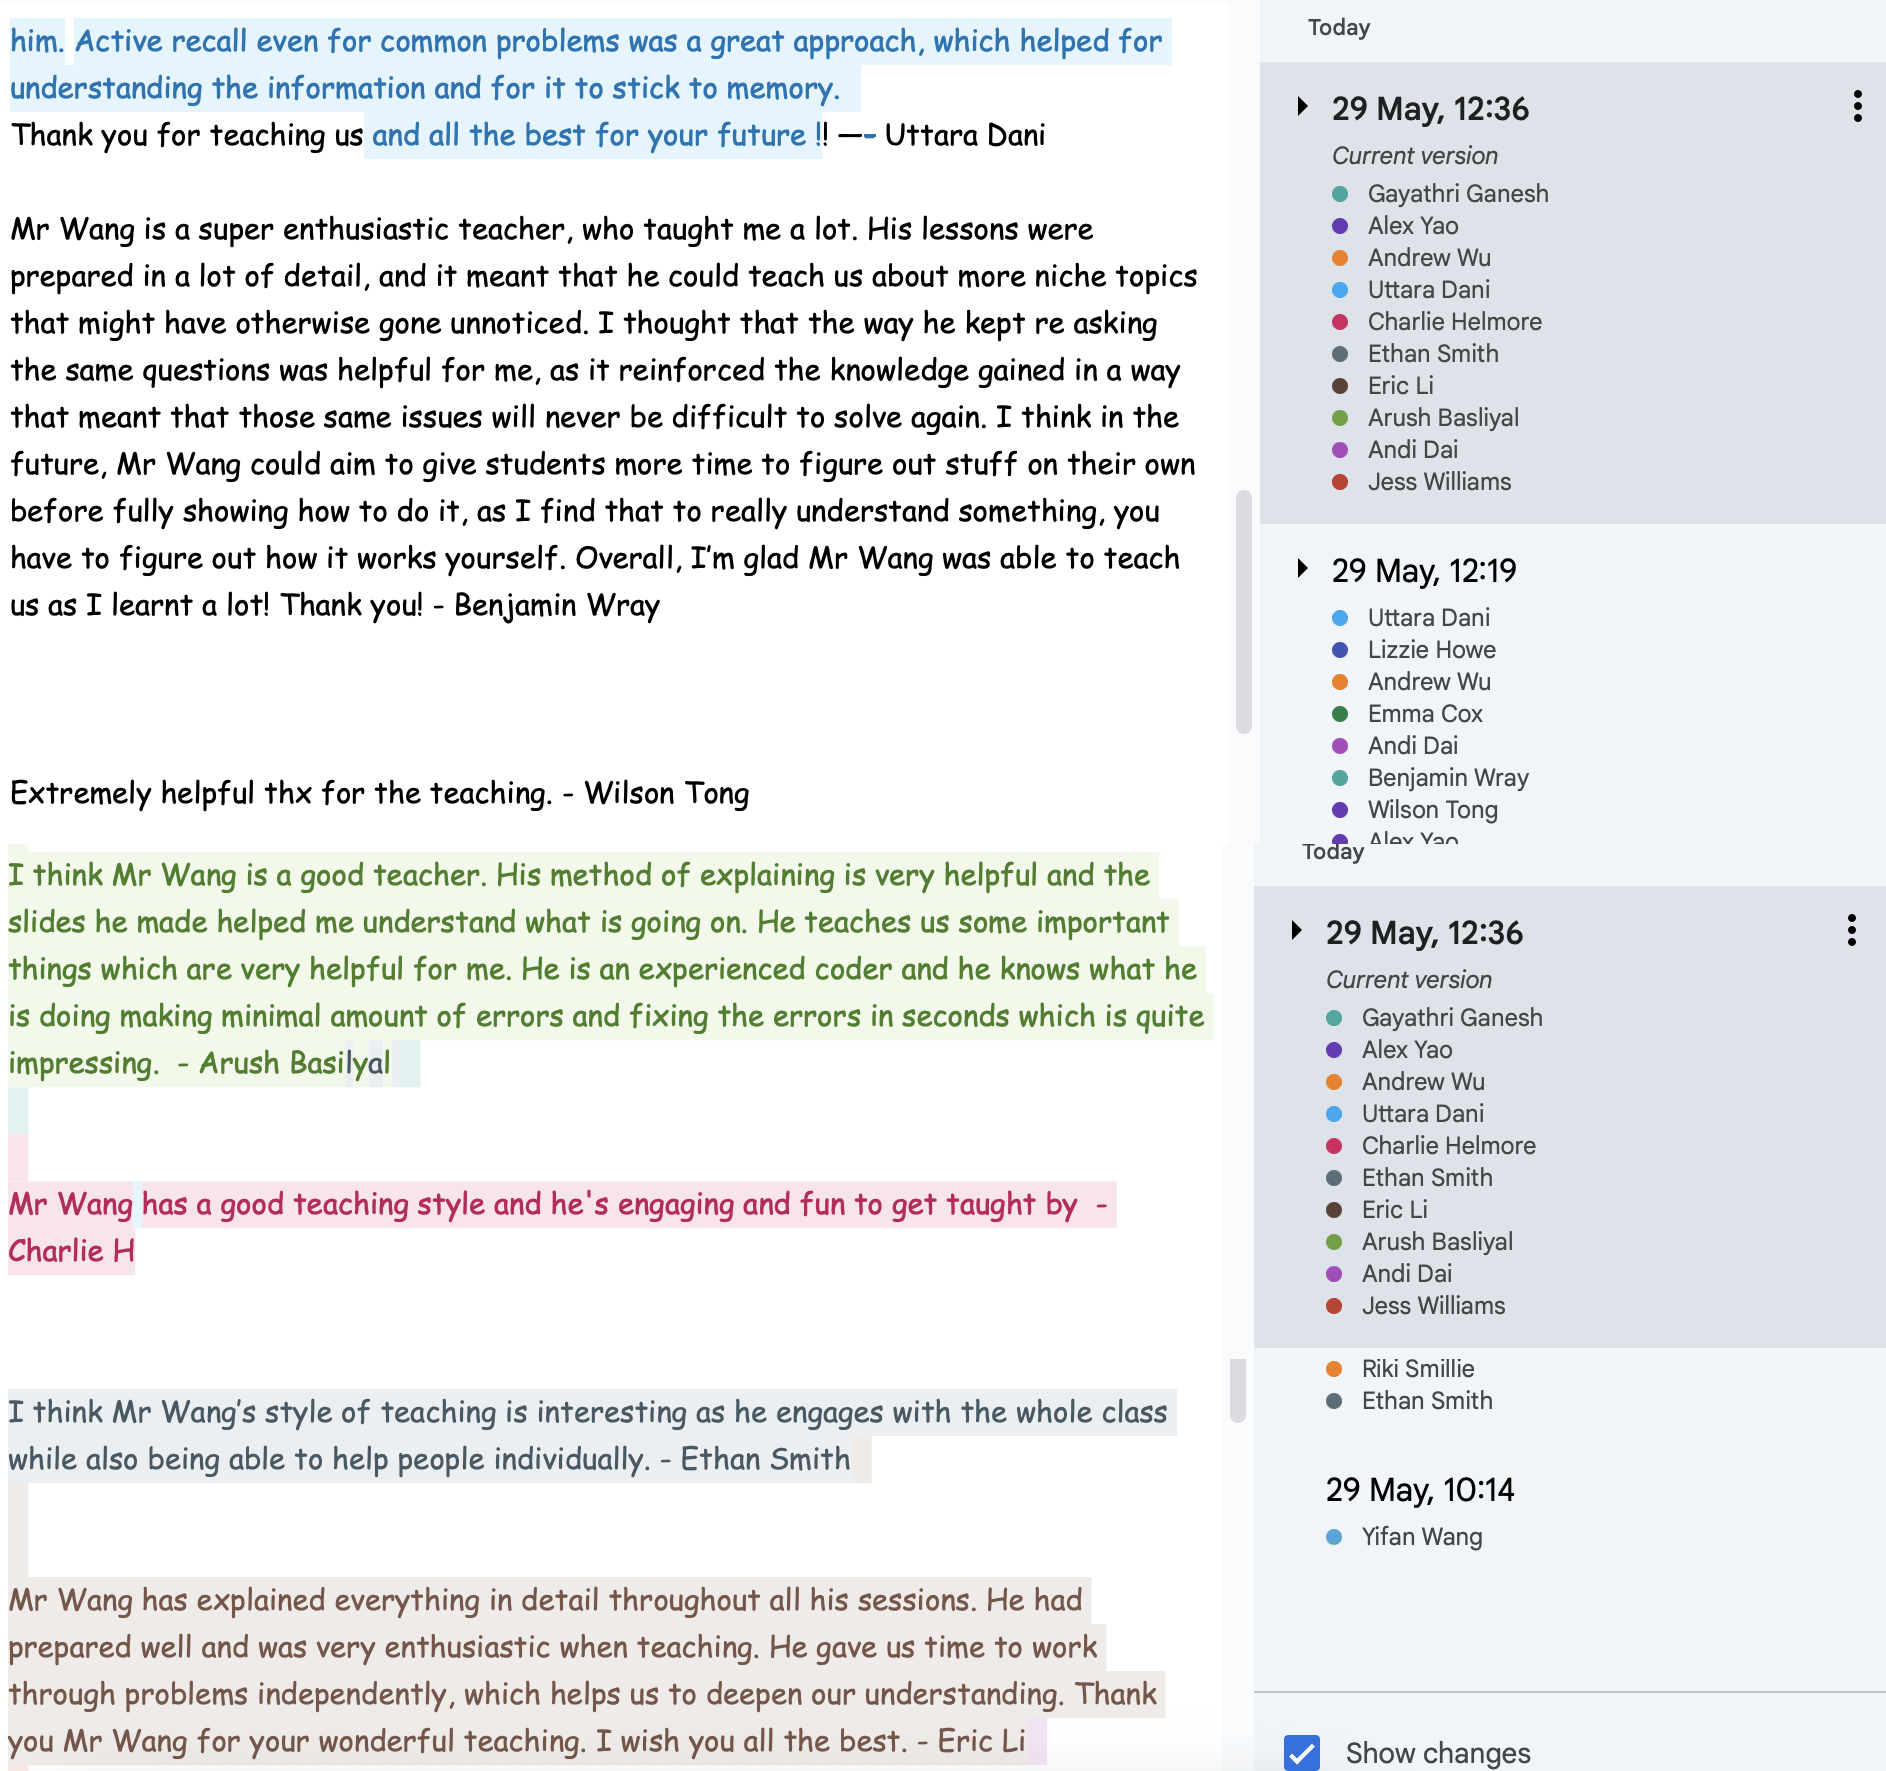 him. Active recall even for common problems was a great approach, which helped for
understanding the information and for it to stick to memory.
Thank you for teaching us and all the best for your future !! —- Uttara Dani
Mr Wang is a super enthusiastic teacher, who taught me a lot. His lessons were
prepared in a lot of detail, and it meant that he could teach us about more niche topics
that might have otherwise gone unnoticed. I thought that the way he kept re asking
the same questions was helpful for me, as it reinforced the knowledge gained in a way
that meant that those same issues will never be difficult to solve again. I think in the
future, Mr Wang could aim to give students more time to figure out stuff on their own
before fully showing how to do it, as I find that to really understand something, you
have to figure out how it works yourself. Overall, I'm glad Mr Wang was able to teach
us as I learnt a lot! Thank you! - Benjamin Wray
Extremely helpful thx for the teaching. - Wilson Tong
I think Mr Wang is a good teacher. His method of explaining is very helpful and the
slides he made helped me understand what is going on. He teaches us some important
things which are very helpful for me. He is an experienced coder and he knows what he
is doing making minimal amount of errors and fixing the errors in seconds which is quite
impressing.  - Arush Basilyal
Mr Wang has a good teaching style and he's engaging and fun to get taught by  -
Charlie H
I think Mr Wang’s style of teaching is interesting as he engages with the whole class
while also being able to help people individually. - Ethan Smith
Mr Wang has explained everything in detail throughout all his sessions. He had
prepared well and was very enthusiastic when teaching. He gave us time to work
through problems independently, which helps us to deepen our understanding. Thank
you Mr Wang for your wonderful teaching. I wish you all the best. - Eric Li
Today
29 May, 12:36
Current version
Gayathri Ganesh
Alex Yao
Andrew Wu
Uttara Dani
Charlie Helmore
Ethan Smith
Eric Li
Arush Basliyal
Andi Dai
Jess Williams
29 May, 12:19
Uttara Dani
Lizzie Howe
Andrew Wu
Emma Cox
Andi Dai
Benjamin Wray
Wilson Tong
Alex Yao
Today
29 May, 12:36
Current version
Gayathri Ganesh
Alex Yao
Andrew Wu
Uttara Dani
Charlie Helmore
Ethan Smith
Eric Li
Arush Basliyal
Andi Dai
Jess Williams
Riki Smillie
Ethan Smith
29 May, 10:14
Yifan Wang
Show changes